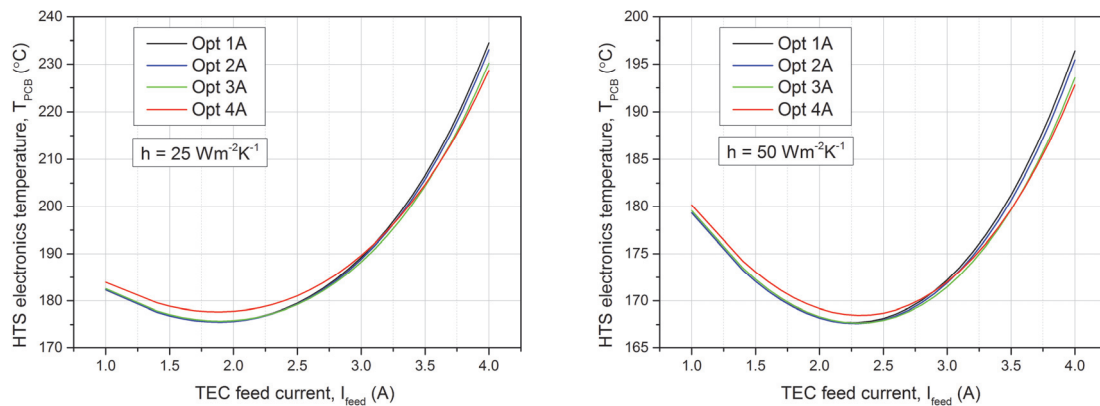 240
230
220
210
200
190
180
170
HTS electronics temperature, T_PCB (°C)
Opt 1A
Opt 2A
Opt 3A
Opt 4A
h = 25 Wm⁻²K⁻¹
1.0 1.5 2.0 2.5 3.0 3.5 4.0
TEC feed current, I_feed (A)
200
195
190
185
180
175
170
165
HTS electronics temperature, T_PCB (°C)
Opt 1A
Opt 2A
Opt 3A
Opt 4A
h = 50 Wm⁻²K⁻¹
1.0 1.5 2.0 2.5 3.0 3.5 4.0
TEC feed current, I_feed (A)